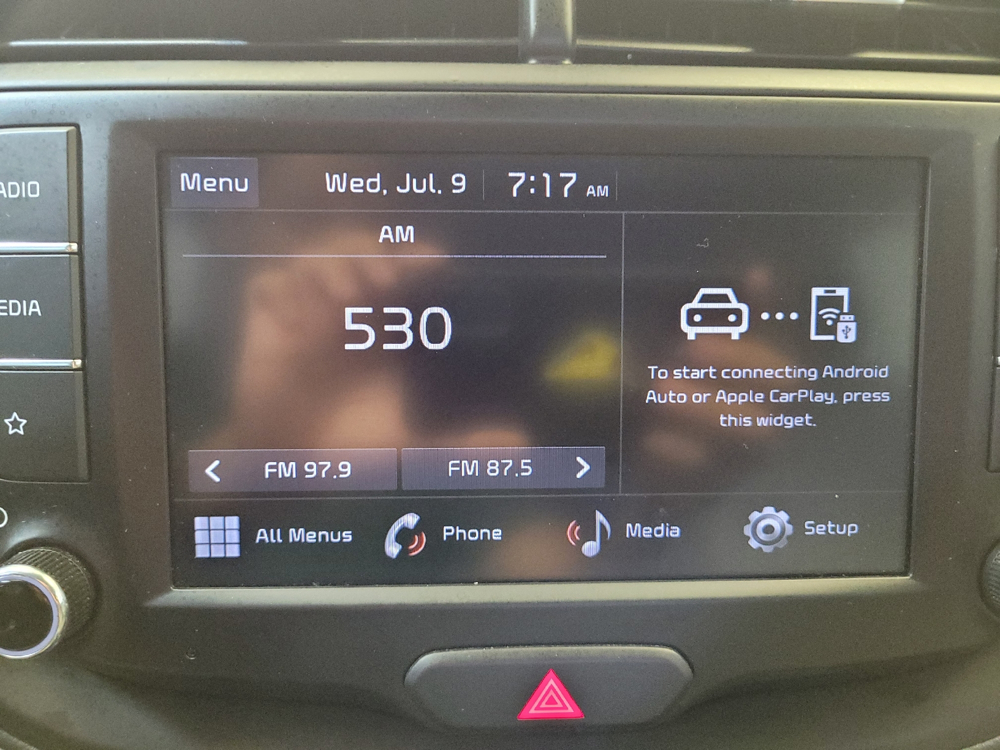 Menu
Wed, Jul. 9
7:17 AM
AM
530
To start connecting Android
Auto or Apple CarPlay, press
this widget.
FM 97.9
FM 87.5
All Menus
Phone
Media
Setup
ADIO
EDIA